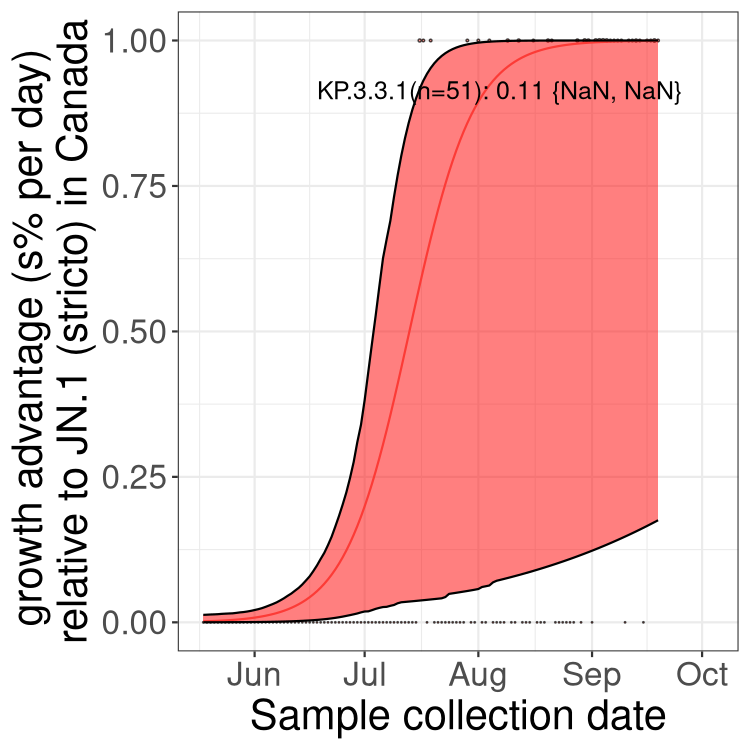 growth advantage (s% per day)
relative to JN.1 (stricto) in Canada
1.00
0.75
0.50
0.25
0.00
KP.3.3.1(n=51): 0.11 {NaN, NaN}
Jun Jul Aug Sep Oct
Sample collection date